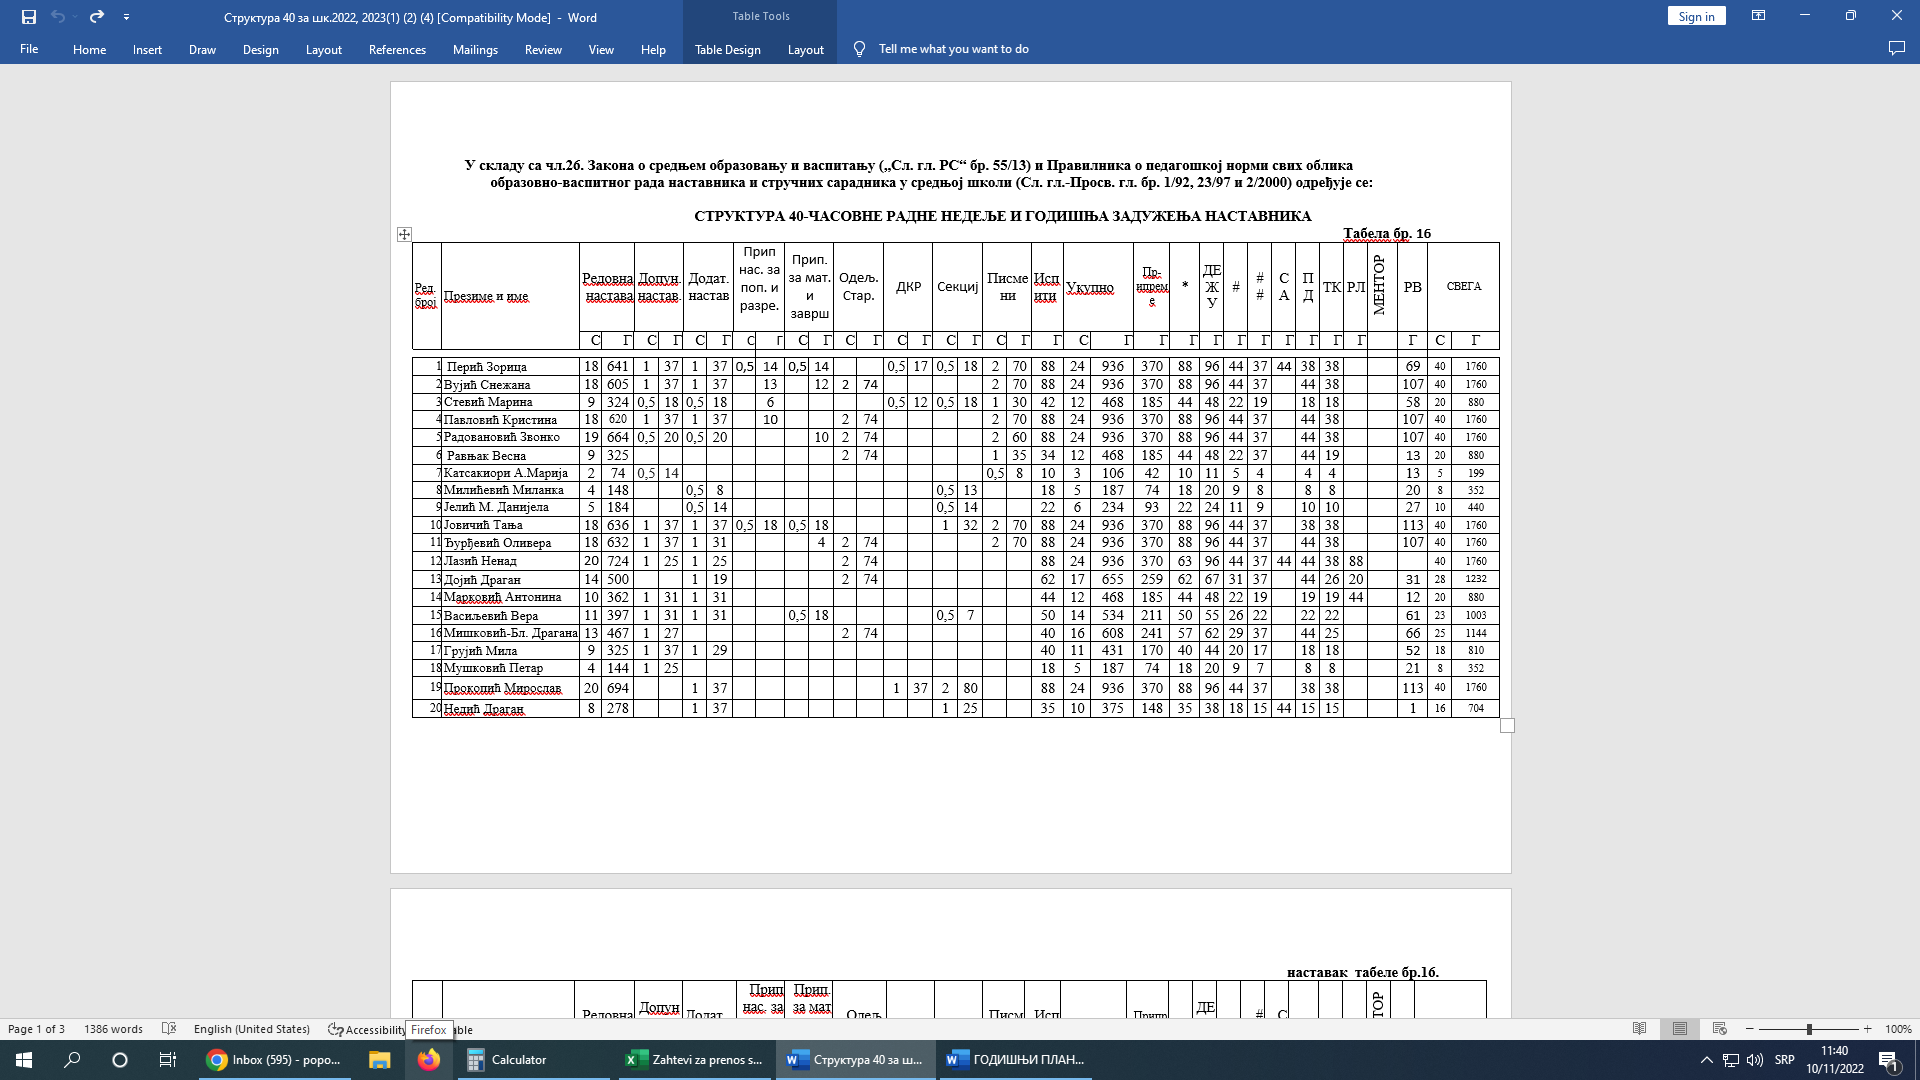 Структура 40 за шк.2022, 2023(1) (2) (4) [Compatibility Mode] - Word
Table Tools
Sign in
File Home Insert Draw Design Layout References Mailings Review View Help Table Design Layout Tell me what you want to do
У складу са чл.26. Закона о средњем образовању и васпитању („Сл. гл. РС“ бр. 55/13) и Правилника о педагошкој норми свих облика
образовно-васпитног рада наставника и стручних сарадника у средњој школи (Сл. гл.-Просв. гл. бр. 1/92, 23/97 и 2/2000) одређује се:
СТРУКТУРА 40-ЧАСОВНЕ РАДНЕ НЕДЕЉЕ И ГОДИШЊА ЗАДУЖЕЊА НАСТАВНИКА
Табела бр. 16
Ред. број Презиме и име Редовна настава Допун. настав. Додат. настав Прип нас. за поп. и разре. Прип. за мат. и заврш Одељ. Стар. ДКР Секциј Писме ни Исп ити Укупно Пр-ипрем е * ДЕ Ж У # # # С А П Д ТК РЛ МЕНТОР РВ СВЕГА
С Г С Г С Г С Г С Г С Г С Г С Г С Г Г С Г Г Г Г Г Г Г Г Г Г Г С Г
1 Перић Зорица 18 641 1 37 1 37 0,5 14 0,5 14 0,5 17 0,5 18 2 70 88 24 936 370 88 96 44 37 44 38 38 69 40 1760
2 Вујић Снежана 18 605 1 37 1 37 13 12 2 74 2 70 88 24 936 370 88 96 44 37 44 38 107 40 1760
3 Стевић Марина 9 324 0,5 18 0,5 18 6 0,5 12 0,5 18 1 30 42 12 468 185 44 48 22 19 18 18 58 20 880
4 Павловић Кристина 18 620 1 37 1 37 10 2 74 2 70 88 24 936 370 88 96 44 37 44 38 107 40 1760
5 Радовановић Звонко 19 664 0,5 20 0,5 20 10 2 74 2 60 88 24 936 370 88 96 44 37 44 38 107 40 1760
6 Равњак Весна 9 325 2 74 1 35 34 12 468 185 44 48 22 37 44 19 13 20 880
7 Катсакиори А.Марија 2 74 0,5 14 0,5 8 10 3 106 42 10 11 5 4 4 4 13 5 199
8 Милићевић Миланка 4 148 0,5 8 0,5 13 18 5 187 74 18 20 9 8 8 8 20 8 352
9 Јелић М. Данијела 5 184 0,5 14 0,5 14 22 6 234 93 22 24 11 9 10 10 27 10 440
10 Јовичић Тања 18 636 1 37 1 37 0,5 18 0,5 18 1 32 2 70 88 24 936 370 88 96 44 37 38 38 113 40 1760
11 Ђурђевић Оливера 18 632 1 37 1 31 4 2 74 2 70 88 24 936 370 88 96 44 37 44 38 107 40 1760
12 Лазић Ненад 20 724 1 25 1 25 2 74 88 24 936 370 63 96 44 37 44 44 38 88 40 1760
13 Дојић Драган 14 500 1 19 2 74 62 17 655 259 62 67 31 37 44 26 20 31 28 1232
14 Марковић Антонина 10 362 1 31 1 31 44 12 468 185 44 48 22 19 19 19 44 12 20 880
15 Васиљевић Вера 11 397 1 31 1 31 0,5 18 0,5 7 50 14 534 211 50 55 26 22 22 22 61 23 1003
16 Мишковић-Бл. Драгана 13 467 1 27 2 74 40 16 608 241 57 62 29 37 44 25 66 25 1144
17 Грујић Мила 9 325 1 37 1 29 40 11 431 170 40 44 20 17 18 18 52 18 810
18 Мушковић Петар 4 144 1 25 18 5 187 74 18 20 9 7 8 8 21 8 352
19 Прокопић Мирослав 20 694 1 37 1 37 2 80 88 24 936 370 88 96 44 37 38 38 113 40 1760
20 Недић Драган 8 278 1 37 1 25 35 10 375 148 35 38 18 15 44 15 15 1 16 704
наставак табеле бр.16.
Редовна Допун Додат. Прип нас. за Прип. за мат Одељ. Писм Исп Припр ДЕ # # С ТОР
Page 1 of 3 1386 words English (United States) Accessibility Firefox able 100%
Inbox (595) - popo... Calculator Zahtevi za prenos s... Структура 40 за ш... ГОДИШЊИ ПЛАН... SRP 11:40
10/11/2022 1